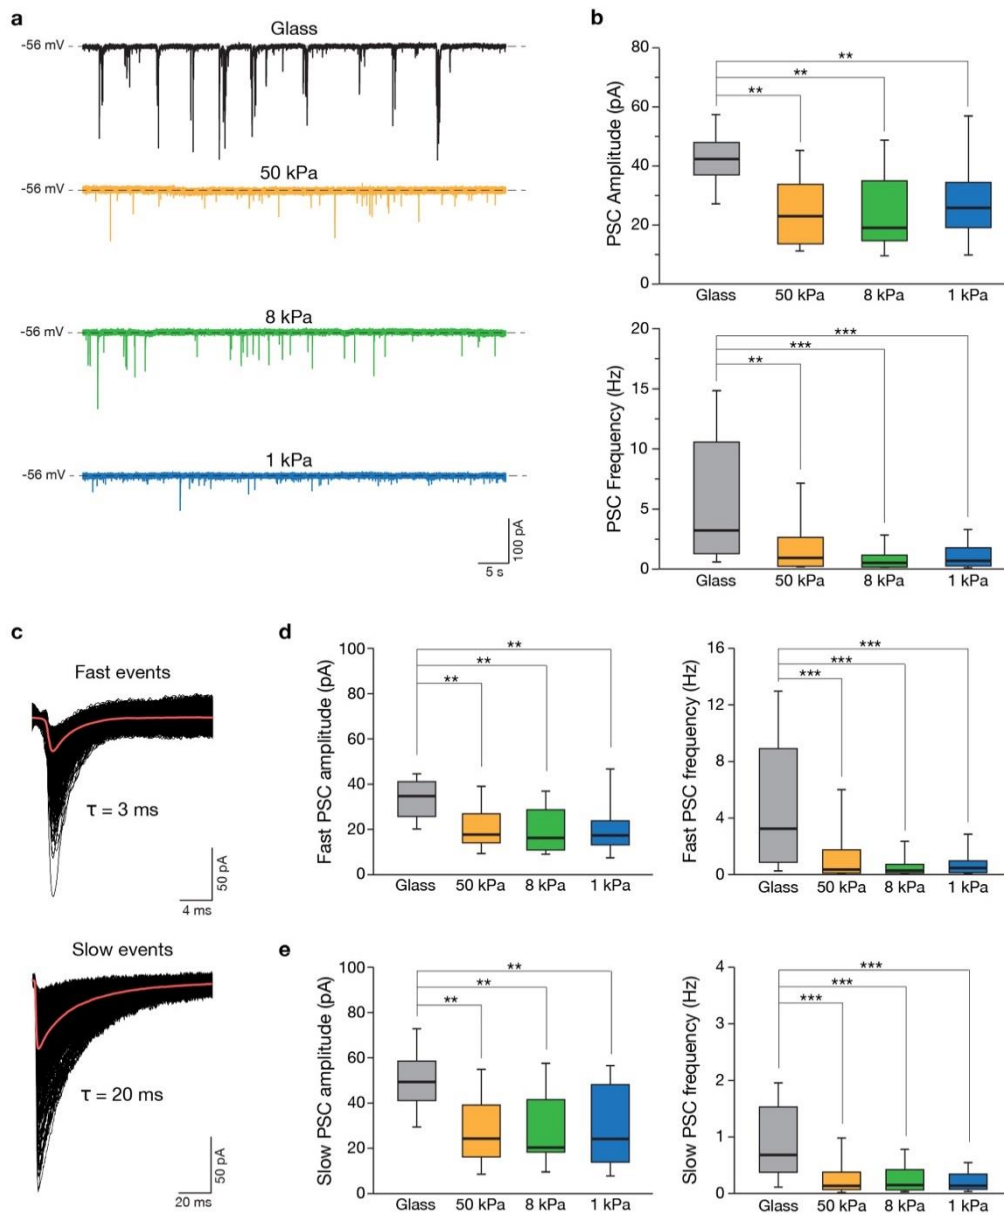 a
Glass
-56 mV
50 kPa
-56 mV
8 kPa
-56 mV
1 kPa
-56 mV
100 pA
5 s
b
PSC Amplitude (pA)
80
60
40
20
0
**
**
**
Glass 50 kPa 8 kPa 1 kPa
PSC Frequency (Hz)
20
15
10
5
0
***
***
**
Glass 50 kPa 8 kPa 1 kPa
c
Fast events
τ = 3 ms
50 pA
4 ms
Slow events
τ = 20 ms
50 pA
20 ms
d
Fast PSC amplitude (pA)
100
80
60
40
20
0
**
**
**
Glass 50 kPa 8 kPa 1 kPa
Fast PSC frequency (Hz)
16
12
8
4
0
***
***
***
Glass 50 kPa 8 kPa 1 kPa
e
Slow PSC amplitude (pA)
100
80
60
40
20
0
**
**
**
Glass 50 kPa 8 kPa 1 kPa
Slow PSC frequency (Hz)
4
3
2
1
0
***
***
***
Glass 50 kPa 8 kPa 1 kPa